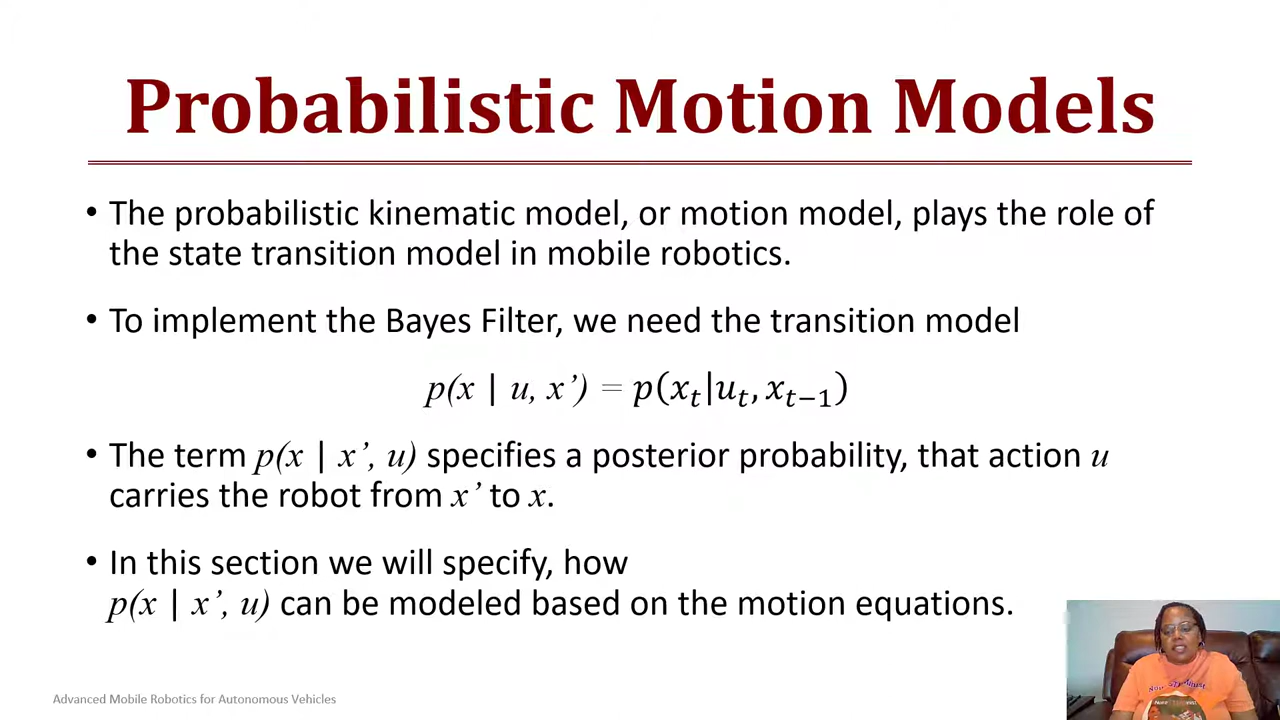 Probabilistic Motion Models
• The probabilistic kinematic model, or motion model, plays the role of
the state transition model in mobile robotics.
• To implement the Bayes Filter, we need the transition model
p(x | u, x’) = p(xₜ|uₜ, xₜ₋₁)
• The term p(x | x’, u) specifies a posterior probability, that action u
carries the robot from x’ to x.
• In this section we will specify, how
p(x | x’, u) can be modeled based on the motion equations.
Advanced Mobile Robotics for Autonomous Vehicles